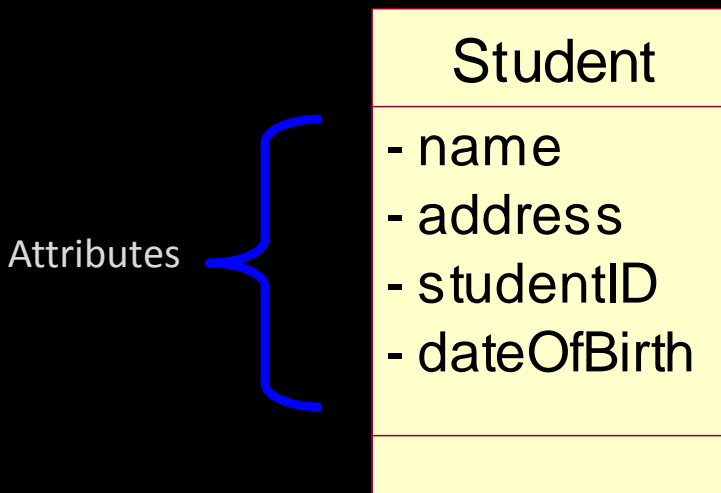 Student
- name
- address
Attributes
- studentID
- dateOfBirth